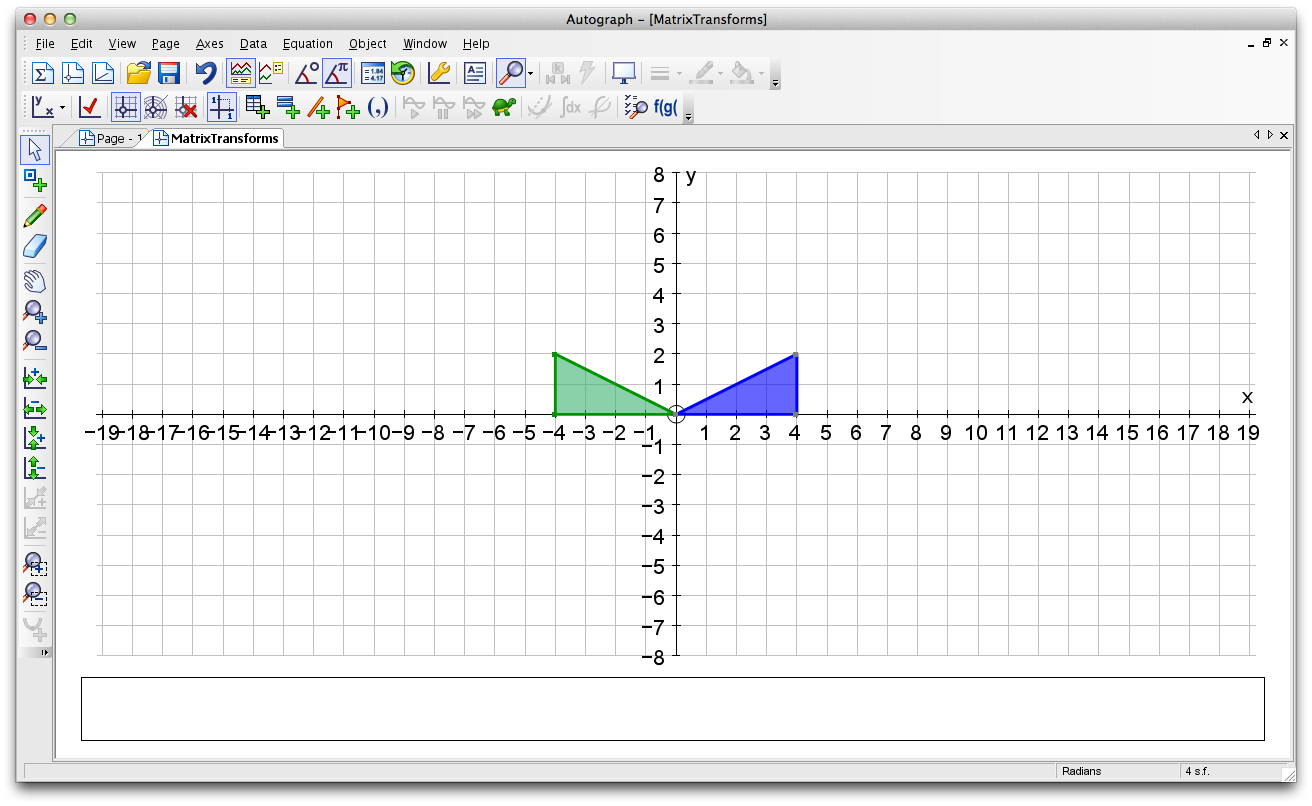 Autograph - [MatrixTransforms]
File Edit View Page Axes Data Equation Object Window Help
f(g(
Page - 1 MatrixTransforms
8 y
7
6
5
4
3
2
1
x
−19 −18 −17 −16 −15 −14 −13 −12 −11 −10 −9 −8 −7 −6 −5 −4 −3 −2 −1 1 2 3 4 5 6 7 8 9 10 11 12 13 14 15 16 17 18 19
−1
−2
−3
−4
−5
−6
−7
−8
Radians 4 s.f.